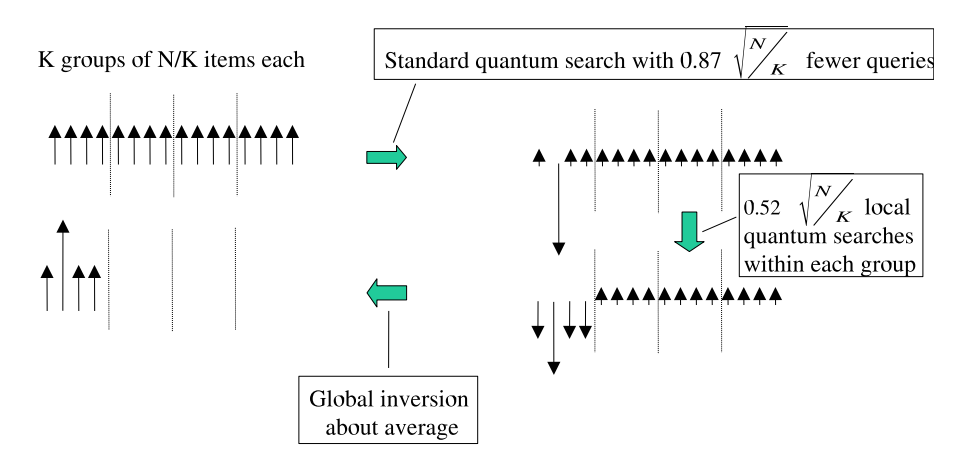 K groups of N/K items each
Standard quantum search with 0.87 √N/K fewer queries
0.52 √N/K local
quantum searches
within each group
Global inversion
about average